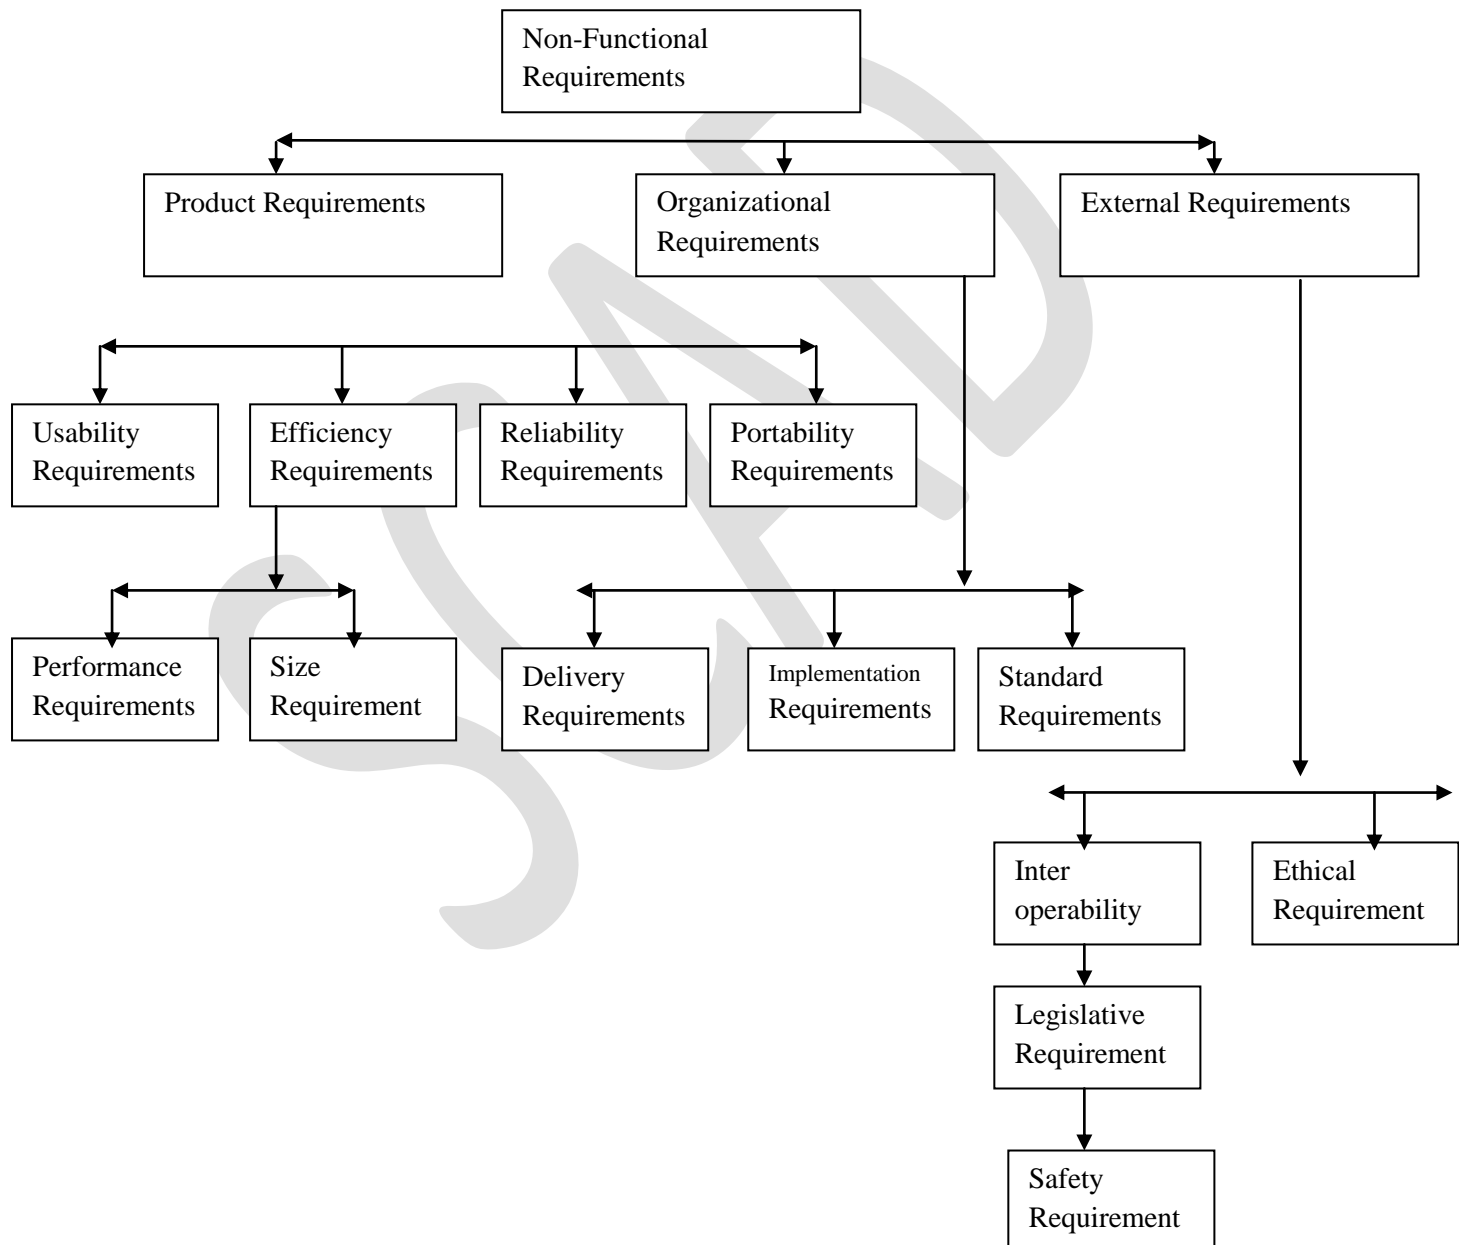 Non-Functional
Requirements
Product Requirements
Organizational
Requirements
External Requirements
Usability
Requirements
Efficiency
Requirements
Reliability
Requirements
Portability
Requirements
Performance
Requirements
Size
Requirement
Delivery
Requirements
Implementation
Requirements
Standard
Requirements
Inter
operability
Ethical
Requirement
Legislative
Requirement
Safety
Requirement
SCAD